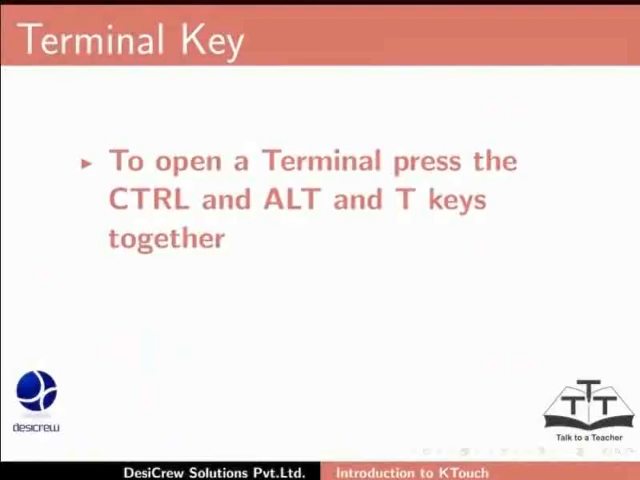 Terminal Key
To open a Terminal press the
CTRL and ALT and T keys
together
desicrew
T
T T
Talk to a Teacher
DesiCrew Solutions Pvt.Ltd.
Introduction to KTouch